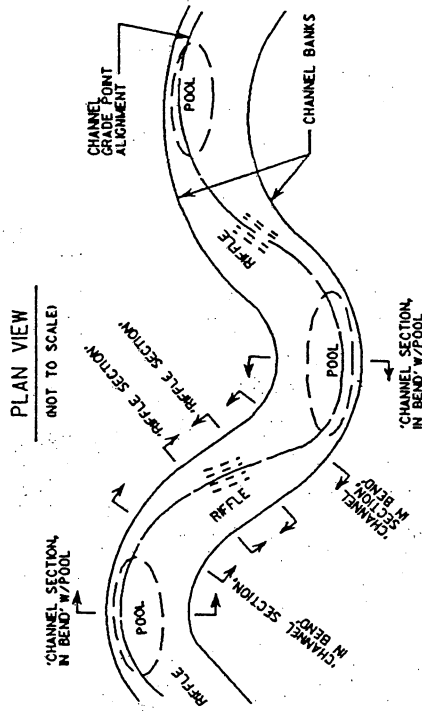 PLAN VIEW
(NOT TO SCALE)
CHANNEL
GRADE POINT
ALIGNMENT
POOL
CHANNEL BANKS
RIFFLE
'RIFFLE SECTION'
'RIFFLE SECTION'
POOL
'CHANNEL SECTION,
IN BEND' W/POOL
'CHANNEL
SECTION,
IN BEND'
RIFFLE
'CHANNEL SECTION,
IN BEND' W/POOL
POOL
'CHANNEL
SECTION,
IN BEND'
RIFFLE